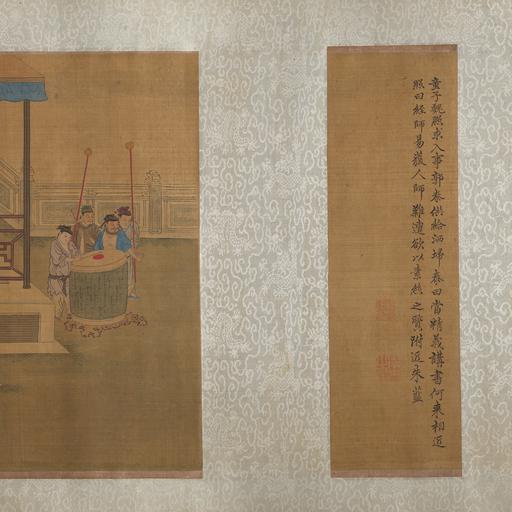 童子魏照求入事郭泰供給洒埽泰曰當精義講書何來相近
照曰經師易獲人師難遭欲以素絲之質附近朱藍